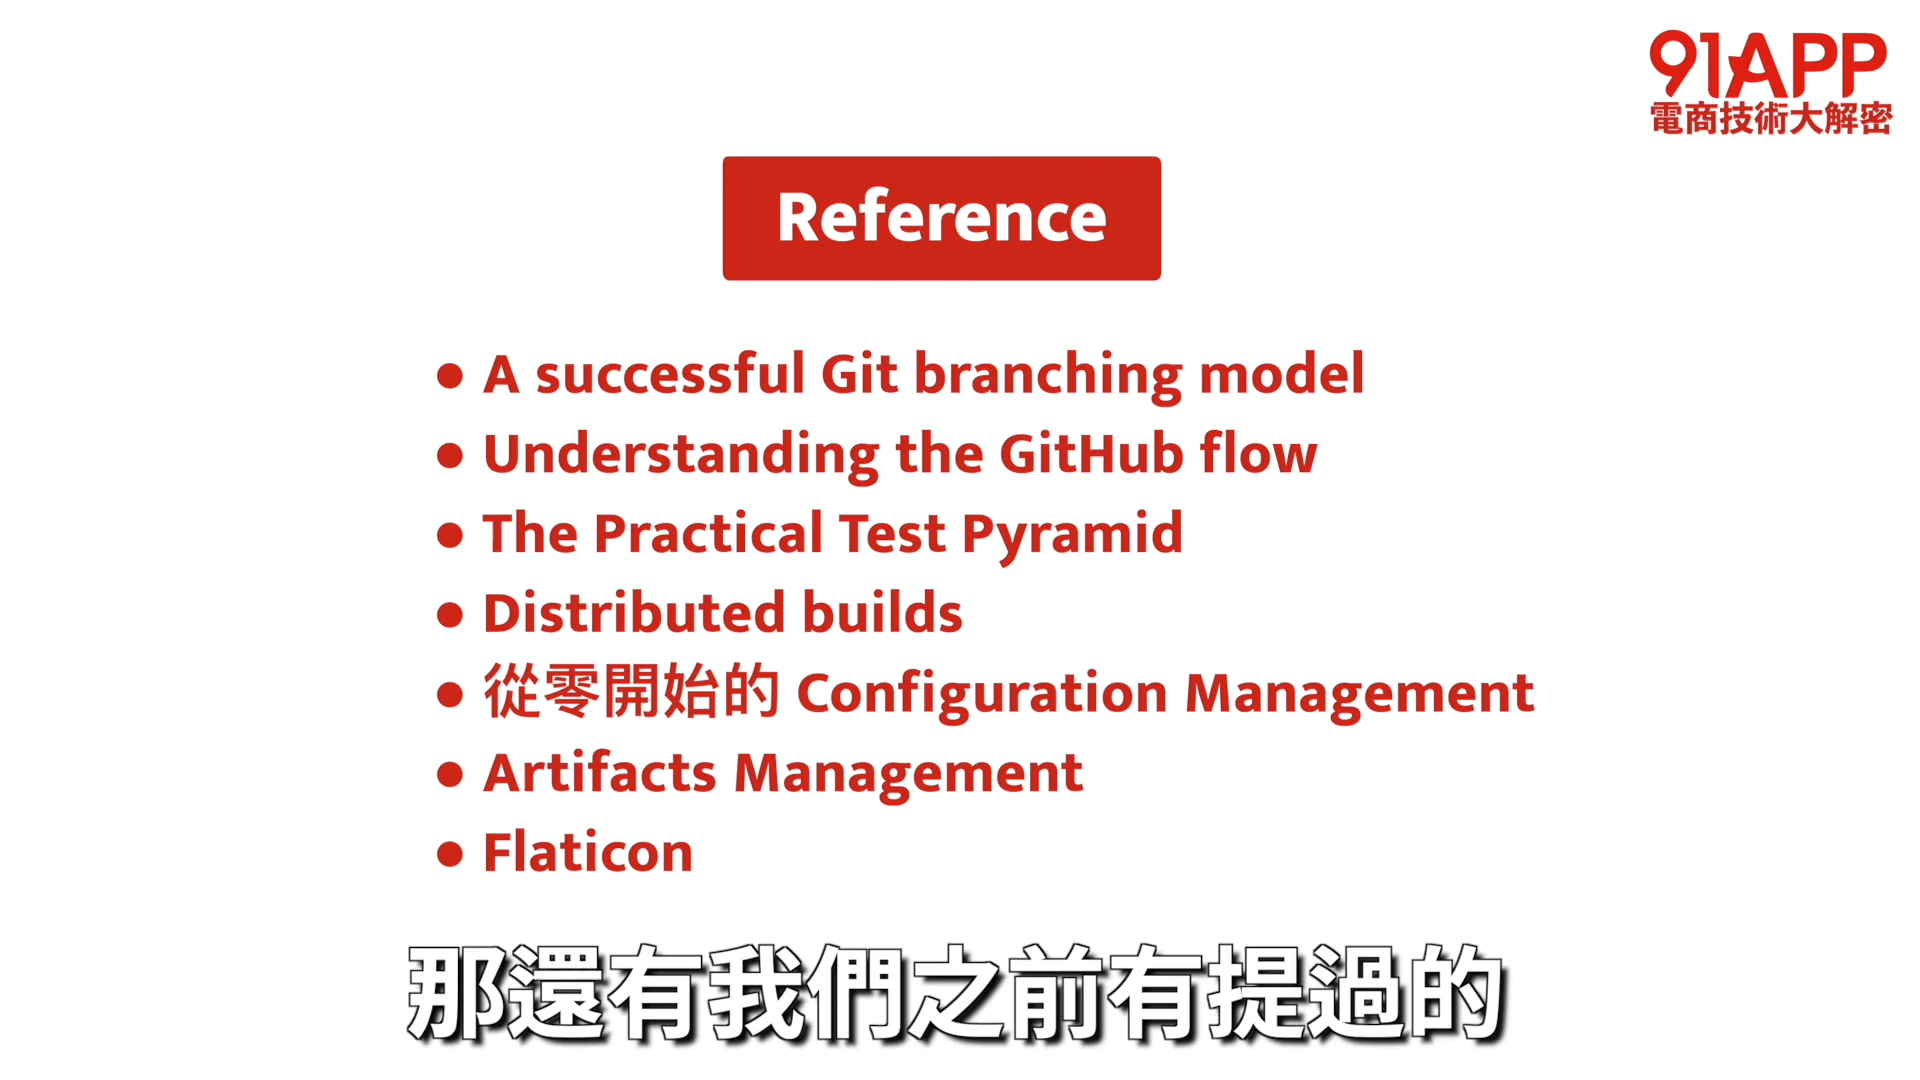 91APP
電商技術大解密
Reference
● A successful Git branching model
● Understanding the GitHub flow
● The Practical Test Pyramid
● Distributed builds
● 從零開始的 Configuration Management
● Artifacts Management
● Flaticon
那還有我們之前有提過的